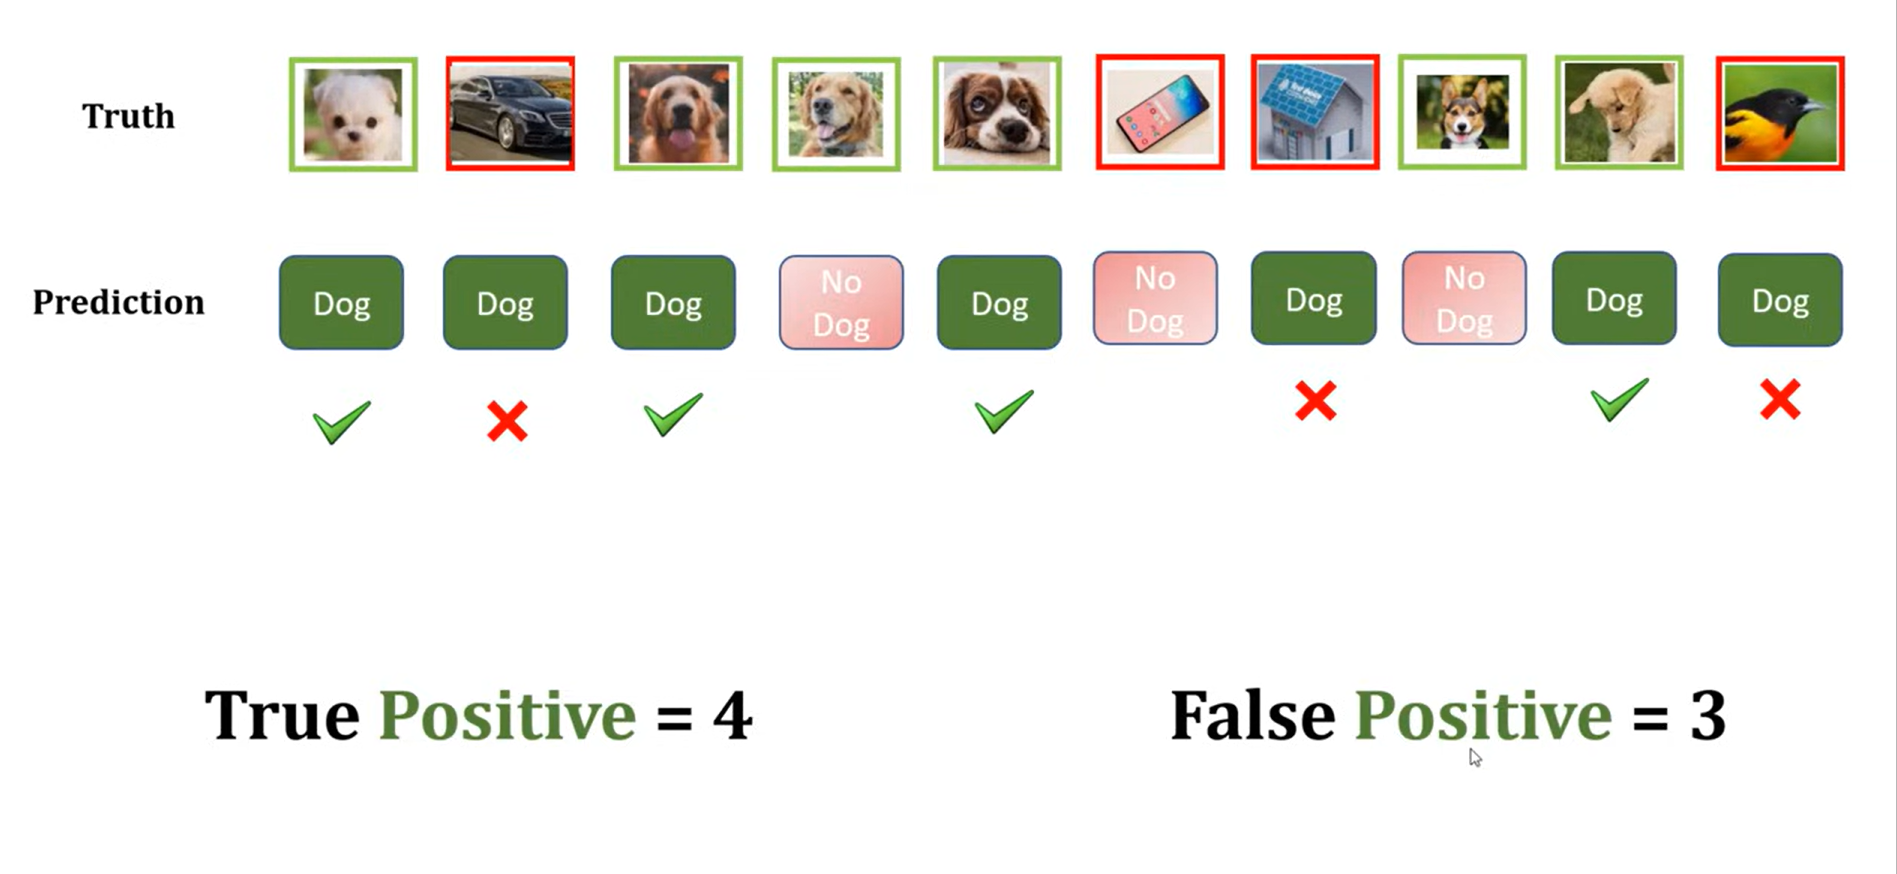 Truth
Prediction
Dog
Dog
Dog
No
Dog
Dog
No
Dog
Dog
No
Dog
Dog
Dog
True Positive = 4
False Positive = 3